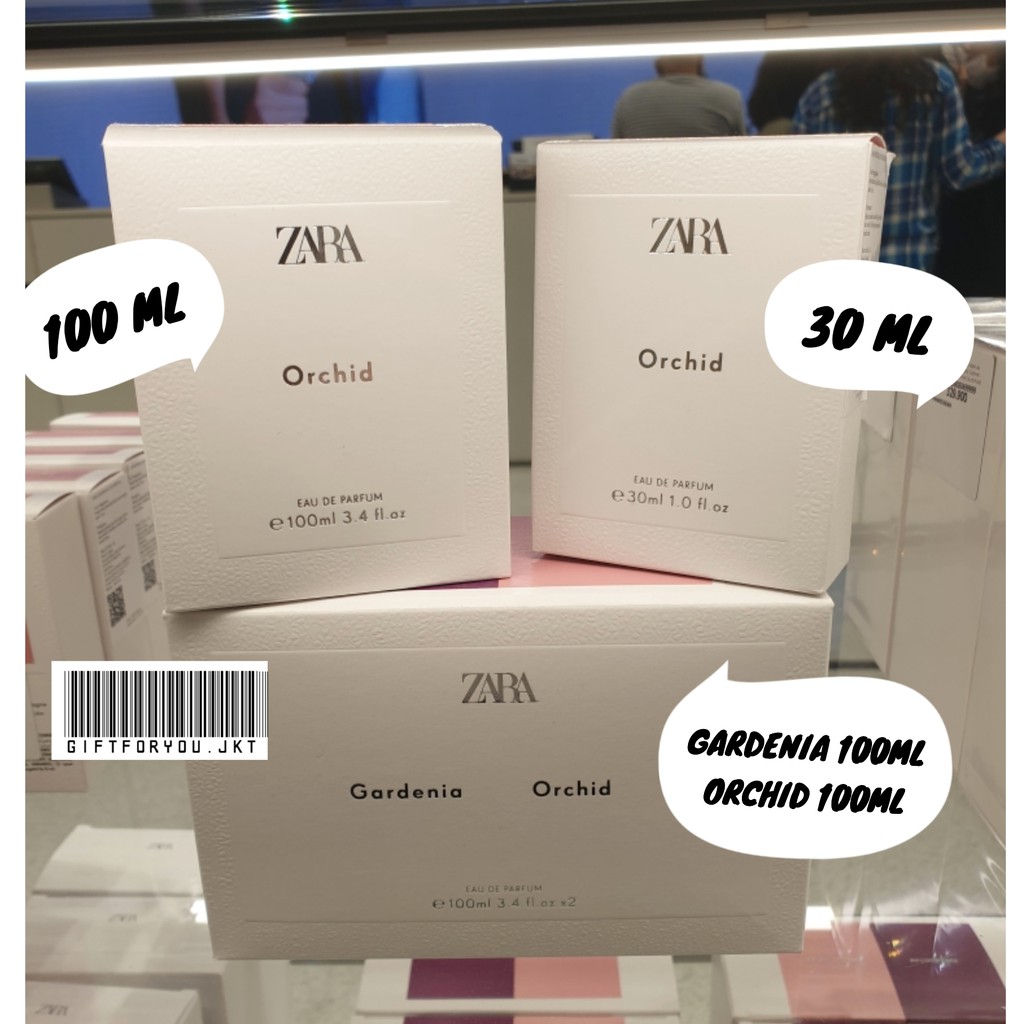 ZARA
Orchid
EAU DE PARFUM
℮100ml 3.4 fl.oz
100 ML
ZARA
Orchid
EAU DE PARFUM
℮30ml 1.0 fl.oz
30 ML
ZARA
Gardenia Orchid
EAU DE PARFUM
℮100ml 3.4 fl.oz x2
GARDENIA 100ML
ORCHID 100ML
GIFTFORYOU.JKT
ZARA
ZARA